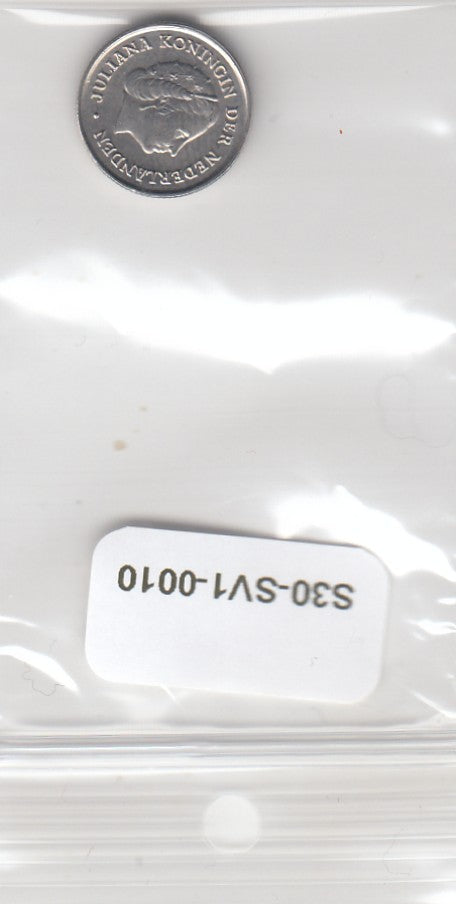 JULIANA KONINGIN DER NEDERLANDEN
S30-SV1-0010